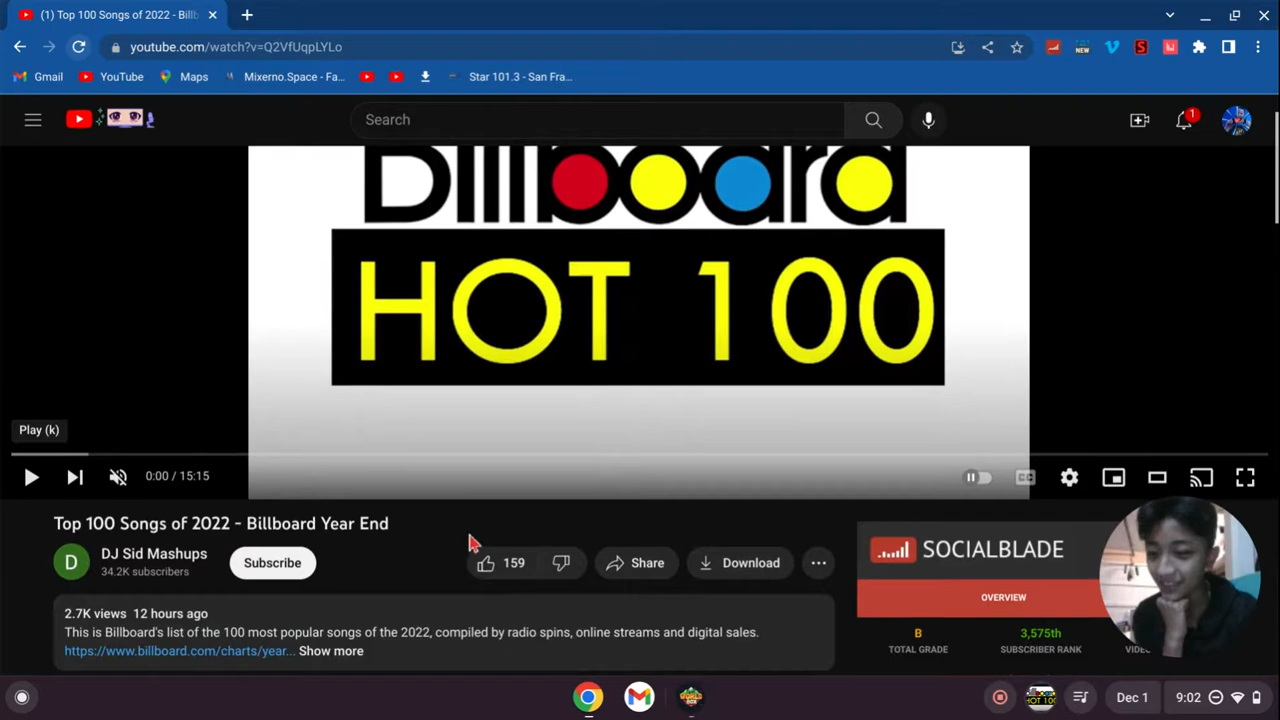 (1) Top 100 Songs of 2022 - Billb
youtube.com/watch?v=Q2VfUqpLYLo
NEW
S
Gmail
YouTube
Maps
Mixerno.Space - Fa...
Star 101.3 - San Fra...
Search
1
Billboard
HOT 100
Play (k)
0:00 / 15:15
CC
Top 100 Songs of 2022 - Billboard Year End
D
DJ Sid Mashups
34.2K subscribers
Subscribe
159
Share
Download
2.7K views 12 hours ago
This is Billboard's list of the 100 most popular songs of the 2022, compiled by radio spins, online streams and digital sales.
https://www.billboard.com/charts/year... Show more
SOCIALBLADE
OVERVIEW
B
TOTAL GRADE
3,575th
SUBSCRIBER RANK
HOT 100
Dec 1
9:02